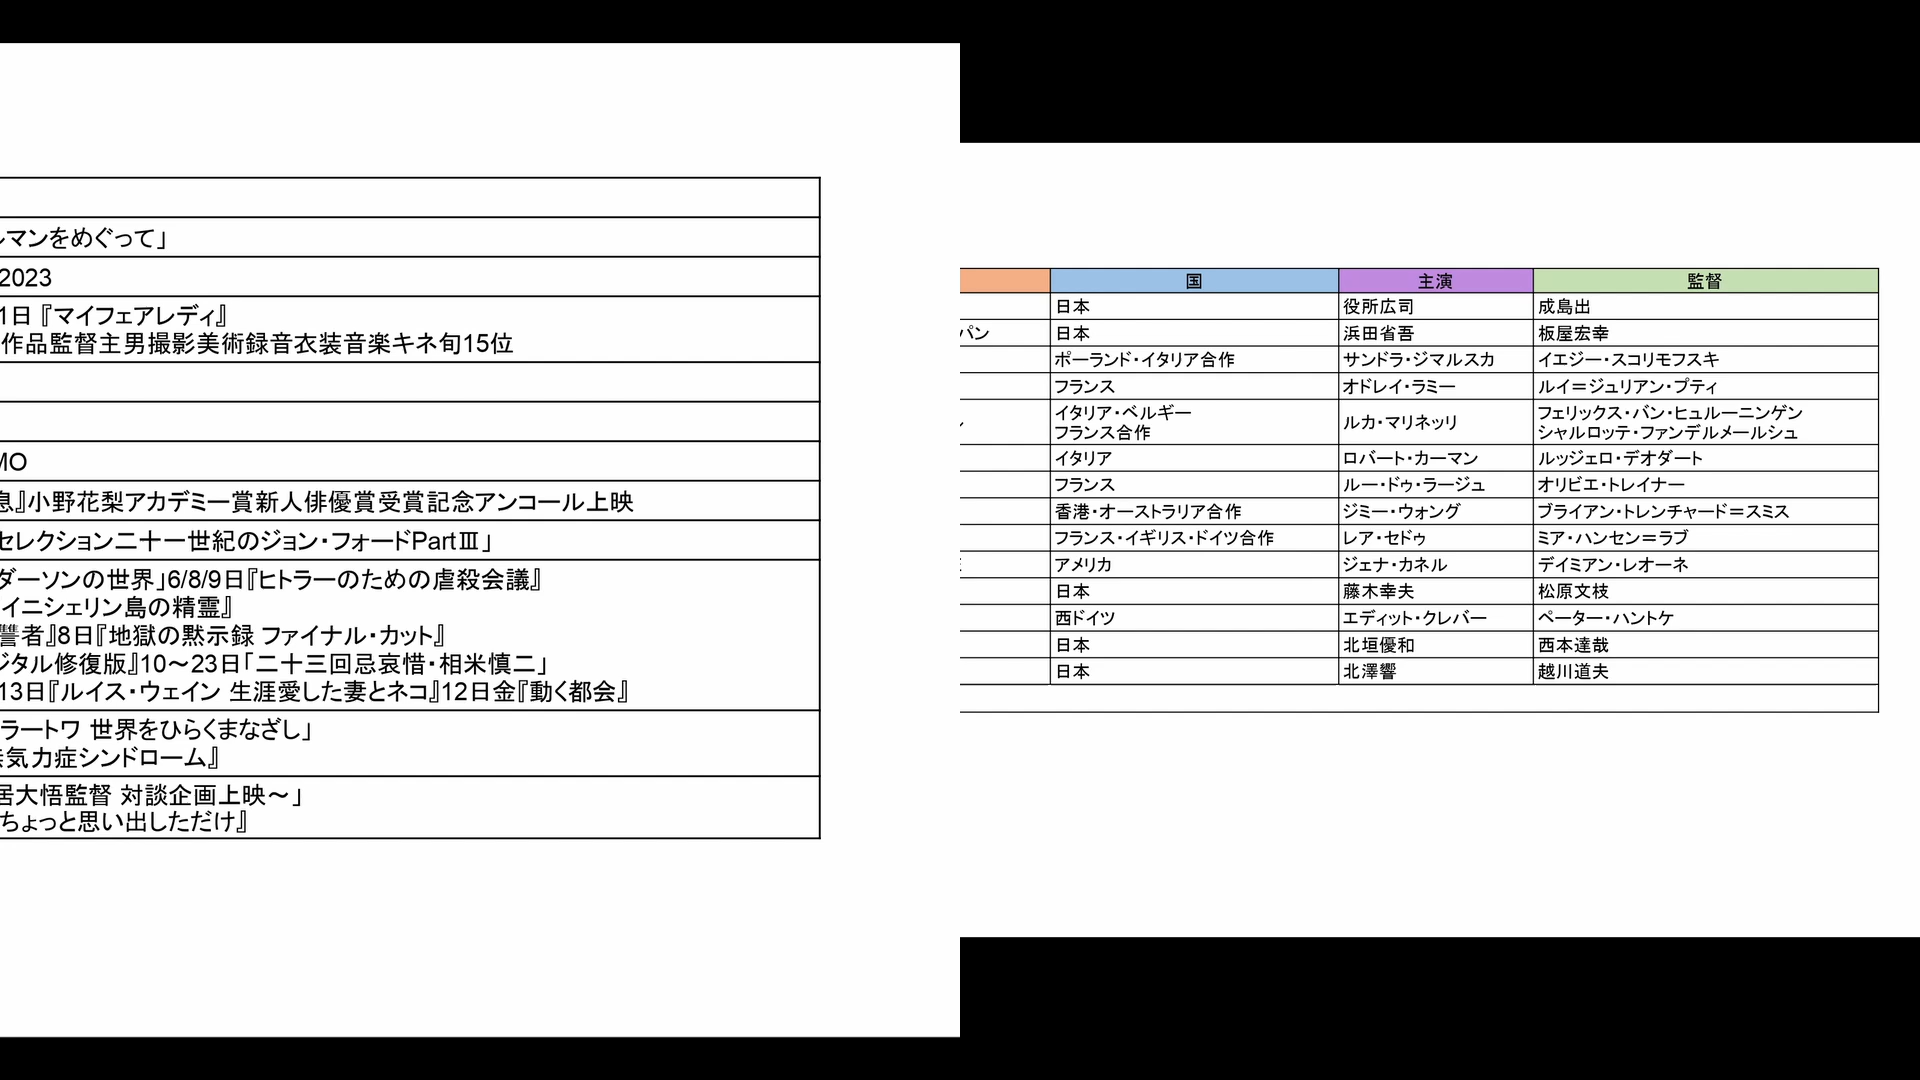 ルマンをめぐって」
2023
1日『マイフェアレディ』
作品監督主男撮影美術録音衣装音楽キネ旬15位
MO
息』小野花梨アカデミー賞新人俳優賞受賞記念アンコール上映
セレクション二十一世紀のジョン・フォードPartⅢ」
ダーソンの世界」6/8/9日『ヒトラーのための虐殺会議』
イニシェリン島の精霊』
讐者』8日『地獄の黙示録 ファイナル・カット』
ジタル修復版』10～23日「二十三回忌哀惜・相米慎二」
13日『ルイス・ウェイン 生涯愛した妻とネコ』12日金『動く都会』
ラートワ 世界をひらくまなざし」
無気力症シンドローム』
居大悟監督 対談企画上映～」
ちょっと思い出しただけ』
国 主演 監督
日本 役所広司 成島出
パン 日本 浜田省吾 板屋宏幸
ポーランド・イタリア合作 サンドラ・ジマルスカ イエジー・スコリモフスキ
フランス オドレイ・ラミー ルイ＝ジュリアン・プティ
イタリア・ベルギー
フランス合作 ルカ・マリネッリ フェリックス・バン・ヒュルーニンゲン
シャルロッテ・ファンデルメールシュ
イタリア ロバート・カーマン ルッジェロ・デオダート
フランス ルー・ドゥ・ラージュ オリビエ・トレイナー
香港・オーストラリア合作 ジミー・ウォング ブライアン・トレンチャード＝スミス
フランス・イギリス・ドイツ合作 レア・セドゥ ミア・ハンセン＝ラブ
アメリカ ジェナ・カネル デイミアン・レオーネ
日本 藤木幸夫 松原文枝
西ドイツ エディット・クレバー ペーター・ハントケ
日本 北垣優和 西本達哉
日本 北澤響 越川道夫